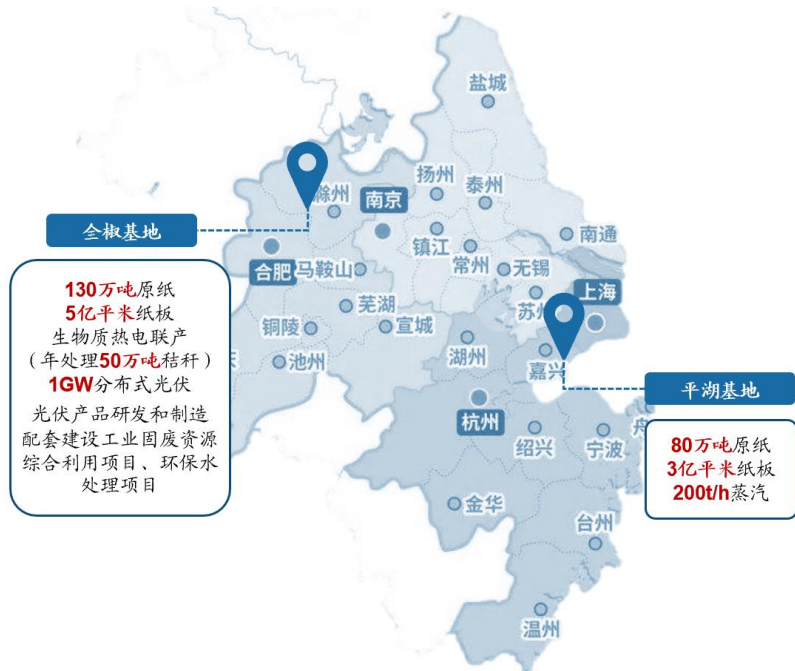 盐城
扬州
泰州
滁州
南京
全椒基地
镇江
南通
常州
无锡
合肥
马鞍山
上海
苏州
130万吨原纸
5亿平米纸板
生物质热电联产
（年处理50万吨秸秆）
1GW分布式光伏
光伏产品研发和制造
配套建设工业固废资源
综合利用项目、环保水
处理项目
芜湖
铜陵
宣城
池州
湖州
嘉兴
平湖基地
杭州
绍兴
宁波
80万吨原纸
3亿平米纸板
200t/h蒸汽
金华
台州
温州